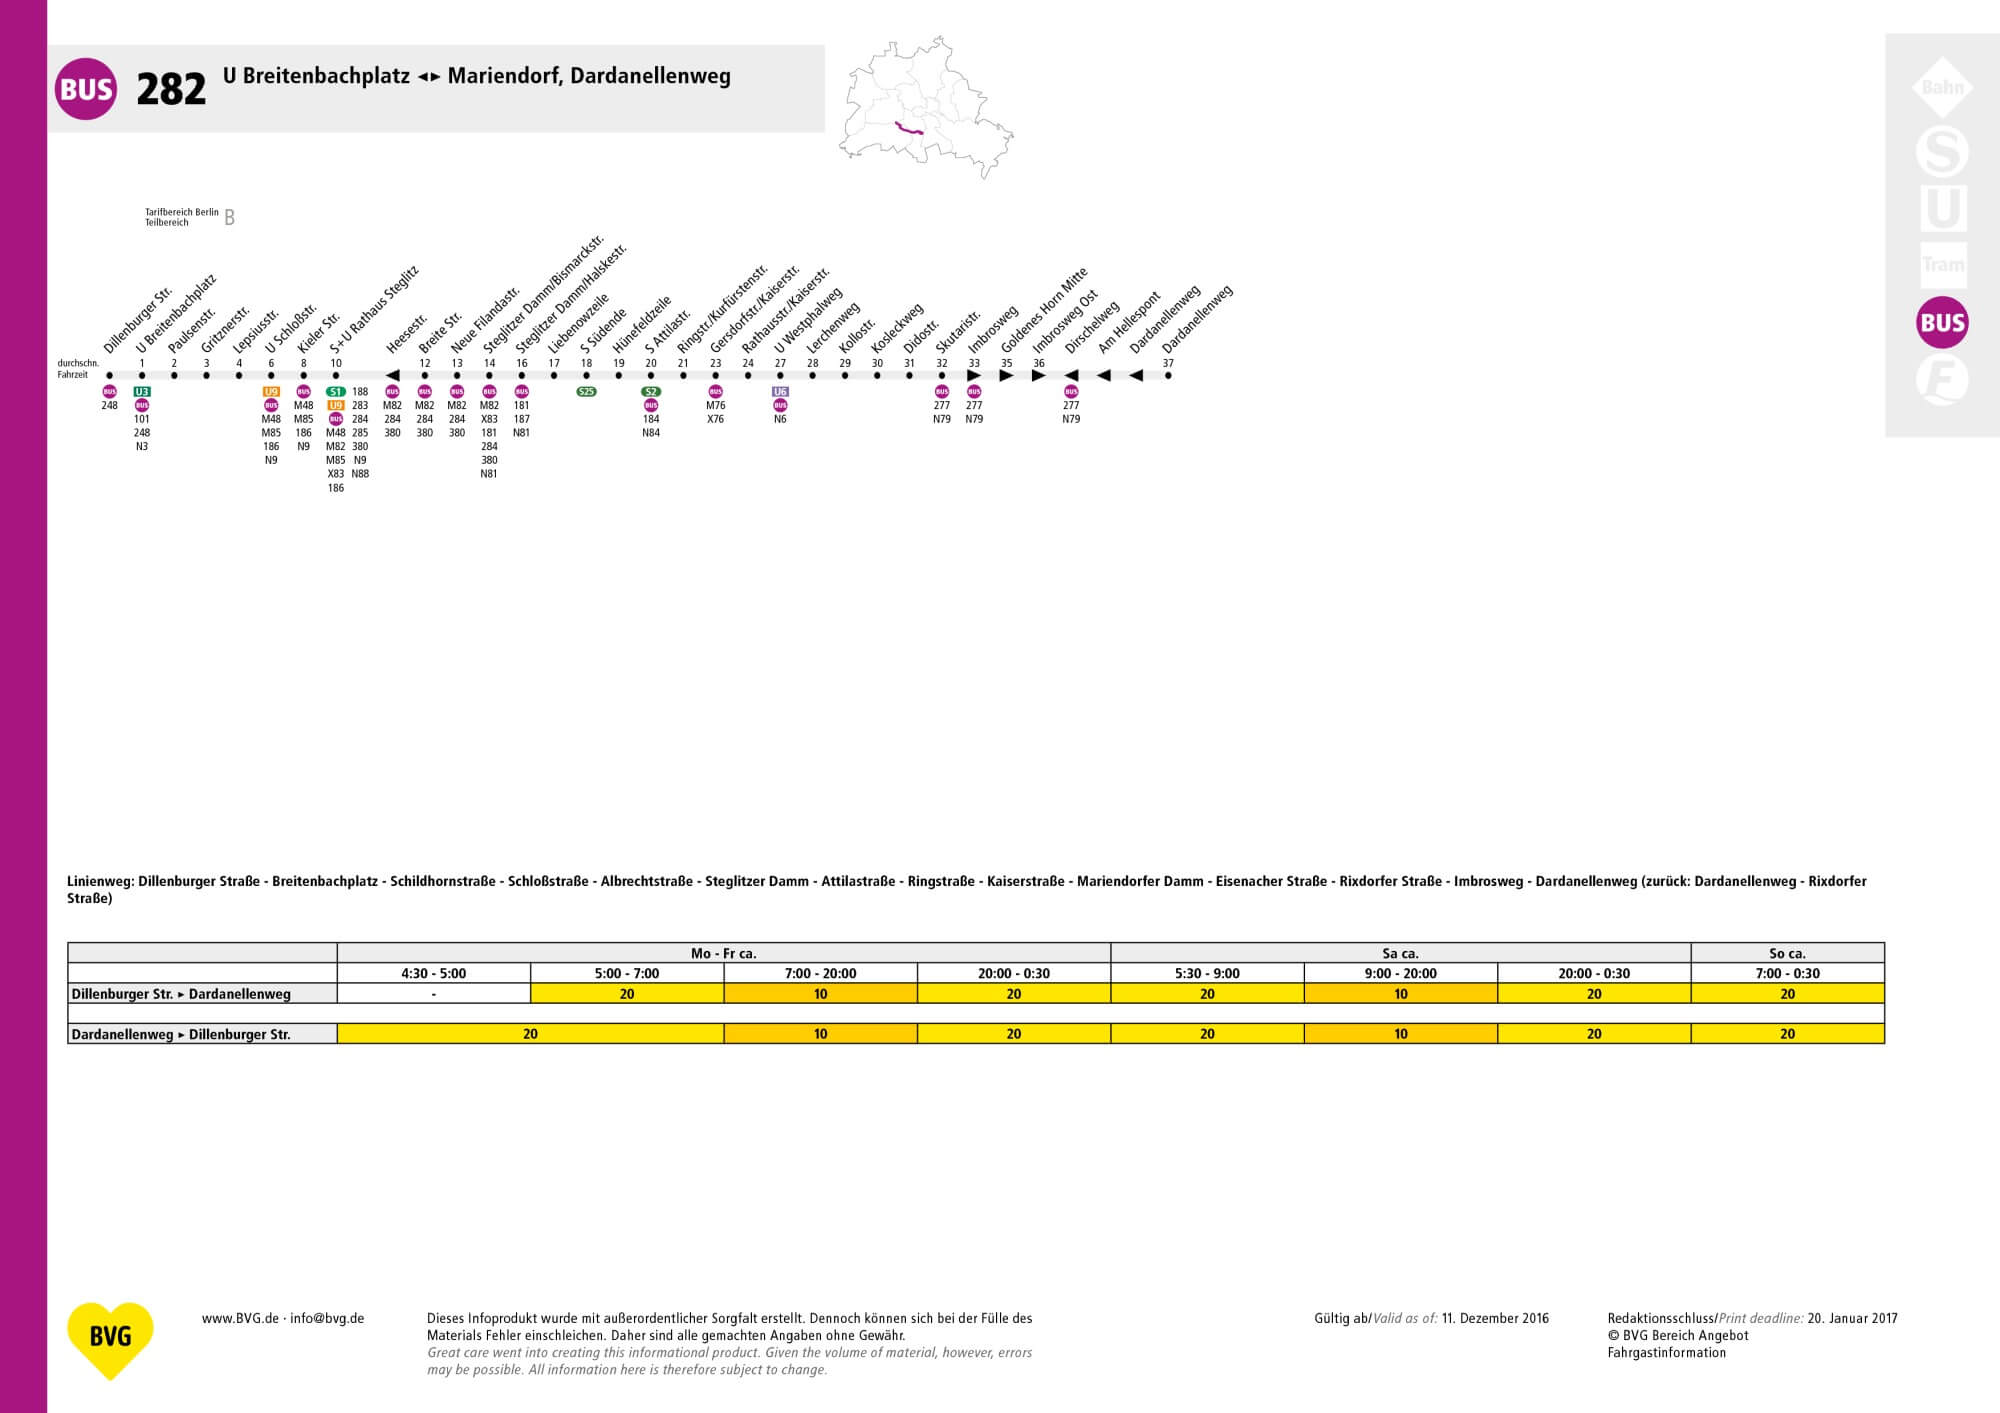 BUS 282 U Breitenbachplatz ◄► Mariendorf, Dardanellenweg
Bahn
S
U
Tram
BUS
F
Tarifbereich Berlin
Teilbereich B
Dillenburger Str.
U Breitenbachplatz
Paulsenstr.
Gritznerstr.
Lepsiusstr.
U Schloßstr.
Kieler Str.
S+U Rathaus Steglitz
Heesestr.
Breite Str.
Neue Filandastr.
Steglitzer Damm/Bismarckstr.
Steglitzer Damm/Halskestr.
Liebenowzeile
S Südende
Hünefeldzeile
S Attilastr.
Ringstr./Kurfürstenstr.
Gersdorfstr./Kaiserstr.
Rathausstr./Kaiserstr.
U Westphalweg
Lerchenweg
Kollostr.
Kosleckweg
Didostr.
Skutaristr.
Imbrosweg
Goldenes Horn Mitte
Imbrosweg Ost
Dirschelweg
Am Hellespont
Dardanellenweg
Dardanellenweg
durchschn. 1 2 3 4 6 8 10 12 13 14 16 17 18 19 20 21 23 24 27 28 29 30 31 32 33 35 36 37
Fahrzeit
BUS U3 U9 BUS S1 188 BUS BUS BUS BUS BUS S25 S2 BUS U6 BUS BUS BUS
248 BUS BUS M48 U9 283 M82 M82 M82 M82 181 BUS M76 BUS 277 277 277
101 M48 M85 BUS 284 284 284 284 X83 187 184 X76 N6 N79 N79 N79
248 M85 186 M48 285 380 380 380 181 N81 N84
N3 186 N9 M82 380 284
N9 M85 N9 380
X83 N88 N81
186
Linienweg: Dillenburger Straße - Breitenbachplatz - Schildhornstraße - Schloßstraße - Albrechtstraße - Steglitzer Damm - Attilastraße - Ringstraße - Kaiserstraße - Mariendorfer Damm - Eisenacher Straße - Rixdorfer Straße - Imbrosweg - Dardanellenweg (zurück: Dardanellenweg - Rixdorfer
Straße)
Mo - Fr ca. Sa ca. So ca.
4:30 - 5:00 5:00 - 7:00 7:00 - 20:00 20:00 - 0:30 5:30 - 9:00 9:00 - 20:00 20:00 - 0:30 7:00 - 0:30
Dillenburger Str. ► Dardanellenweg - 20 10 20 20 10 20 20
Dardanellenweg ► Dillenburger Str. 20 10 20 20 10 20 20
BVG
www.BVG.de · info@bvg.de
Dieses Infoprodukt wurde mit außerordentlicher Sorgfalt erstellt. Dennoch können sich bei der Fülle des
Materials Fehler einschleichen. Daher sind alle gemachten Angaben ohne Gewähr.
Great care went into creating this informational product. Given the volume of material, however, errors
may be possible. All information here is therefore subject to change.
Gültig ab/Valid as of: 11. Dezember 2016
Redaktionsschluss/Print deadline: 20. Januar 2017
© BVG Bereich Angebot
Fahrgastinformation